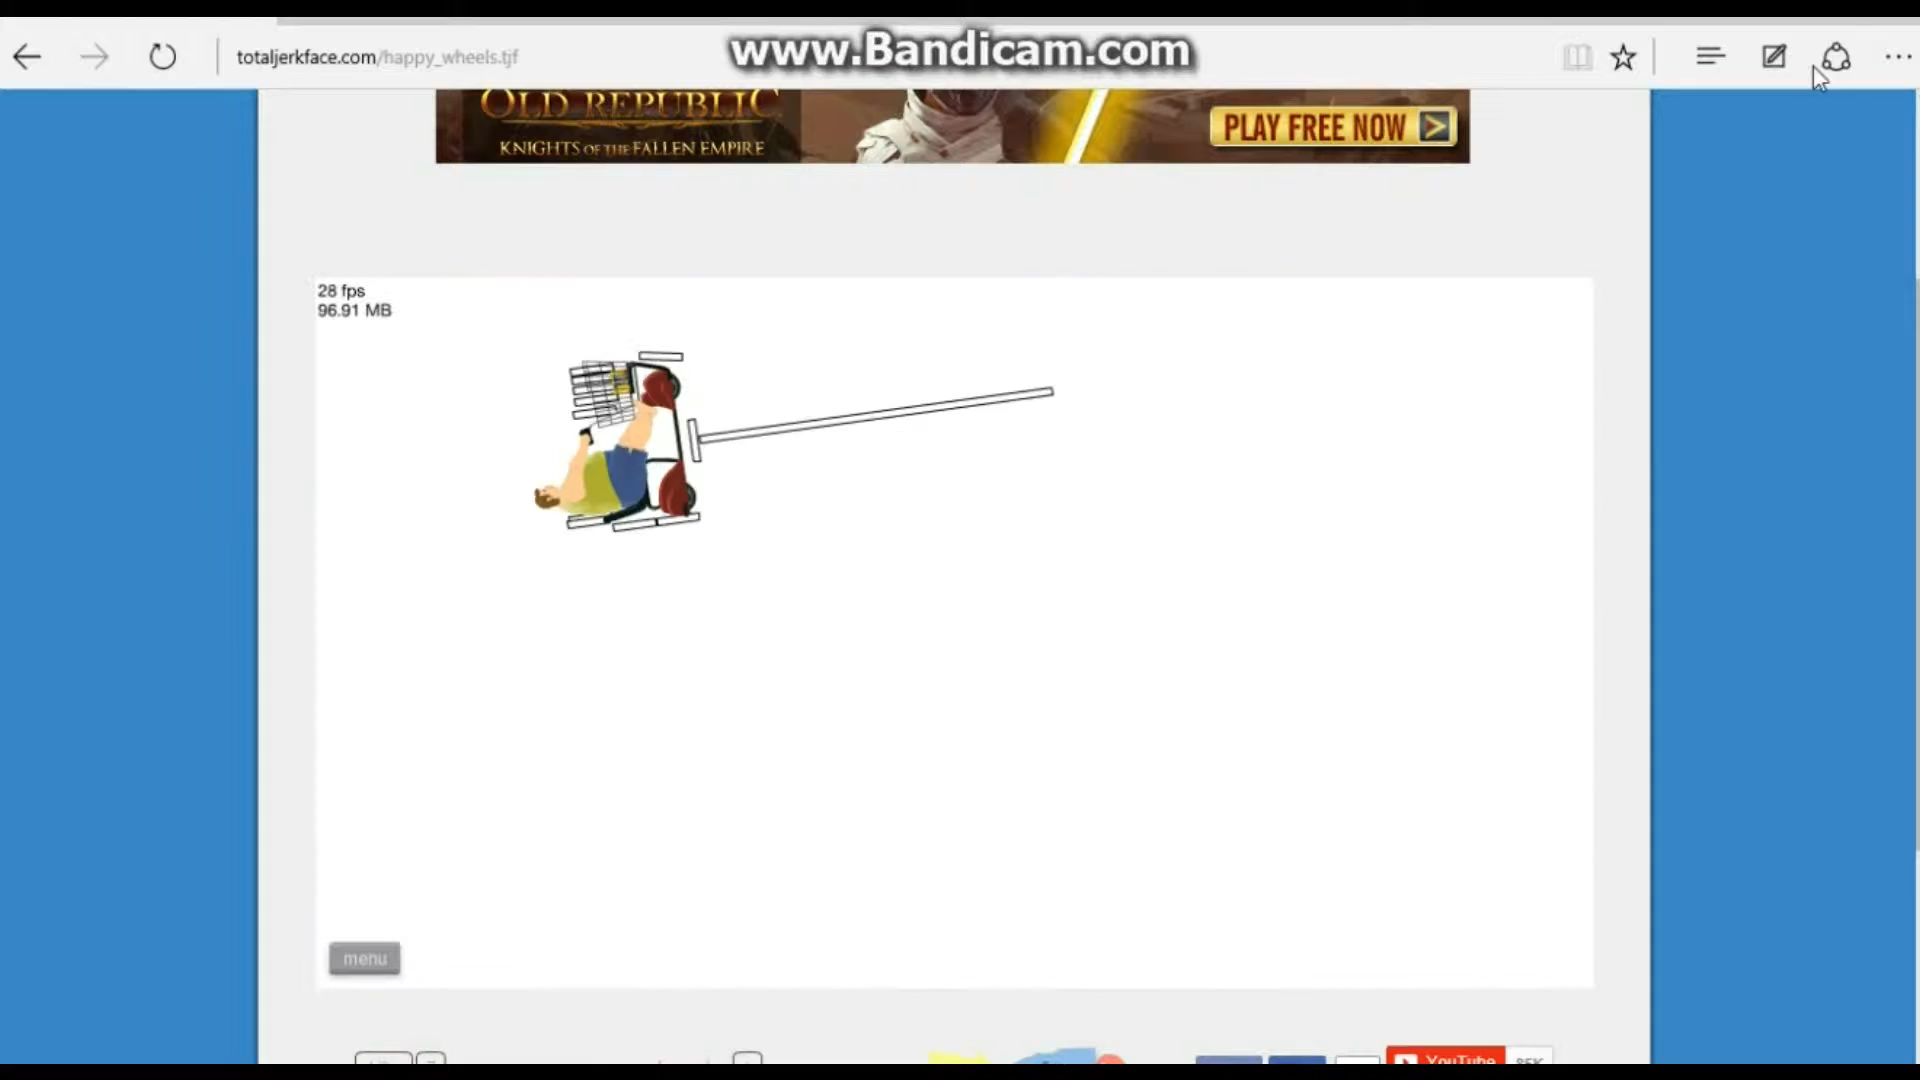 www.Bandicam.com
totaljerkface.com/happy_wheels.tjf
OLD REPUBLIC
KNIGHTS OF THE FALLEN EMPIRE
PLAY FREE NOW
28 fps
96.91 MB
menu
YouTube
85K